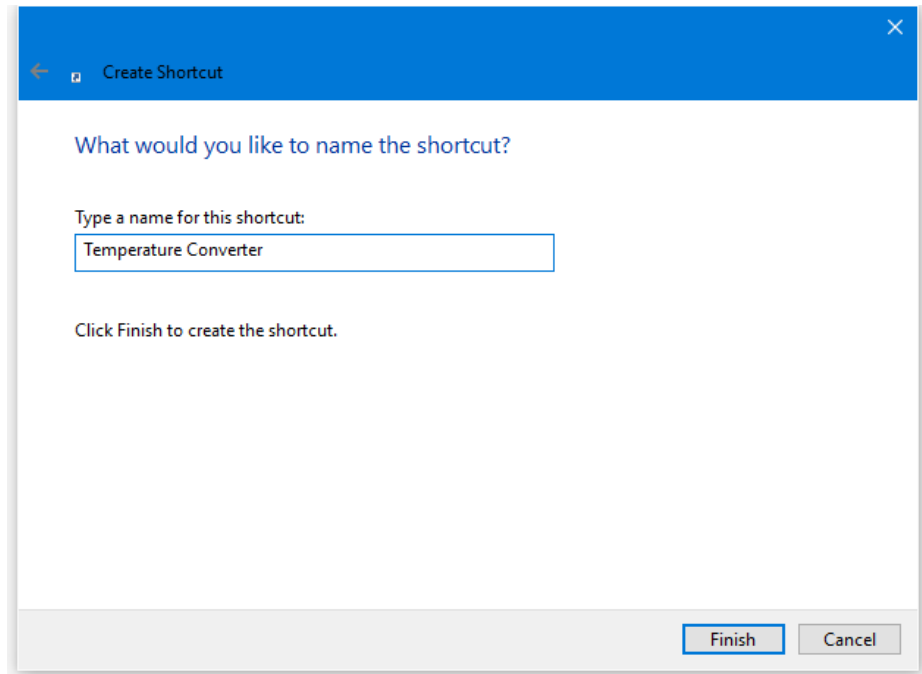 Create Shortcut
What would you like to name the shortcut?
Type a name for this shortcut:
Temperature Converter
Click Finish to create the shortcut.
Finish Cancel